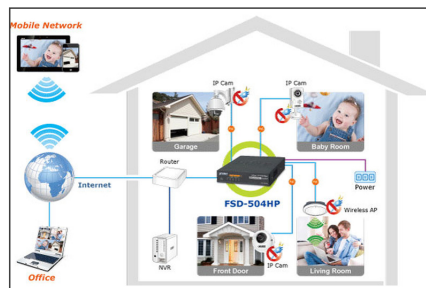 Mobile Network
IP Cam
IP Cam
Garage
Baby Room
Router
Internet
FSD-504HP
Power
Wireless AP
Office
NVR
Front Door
IP Cam
Living Room